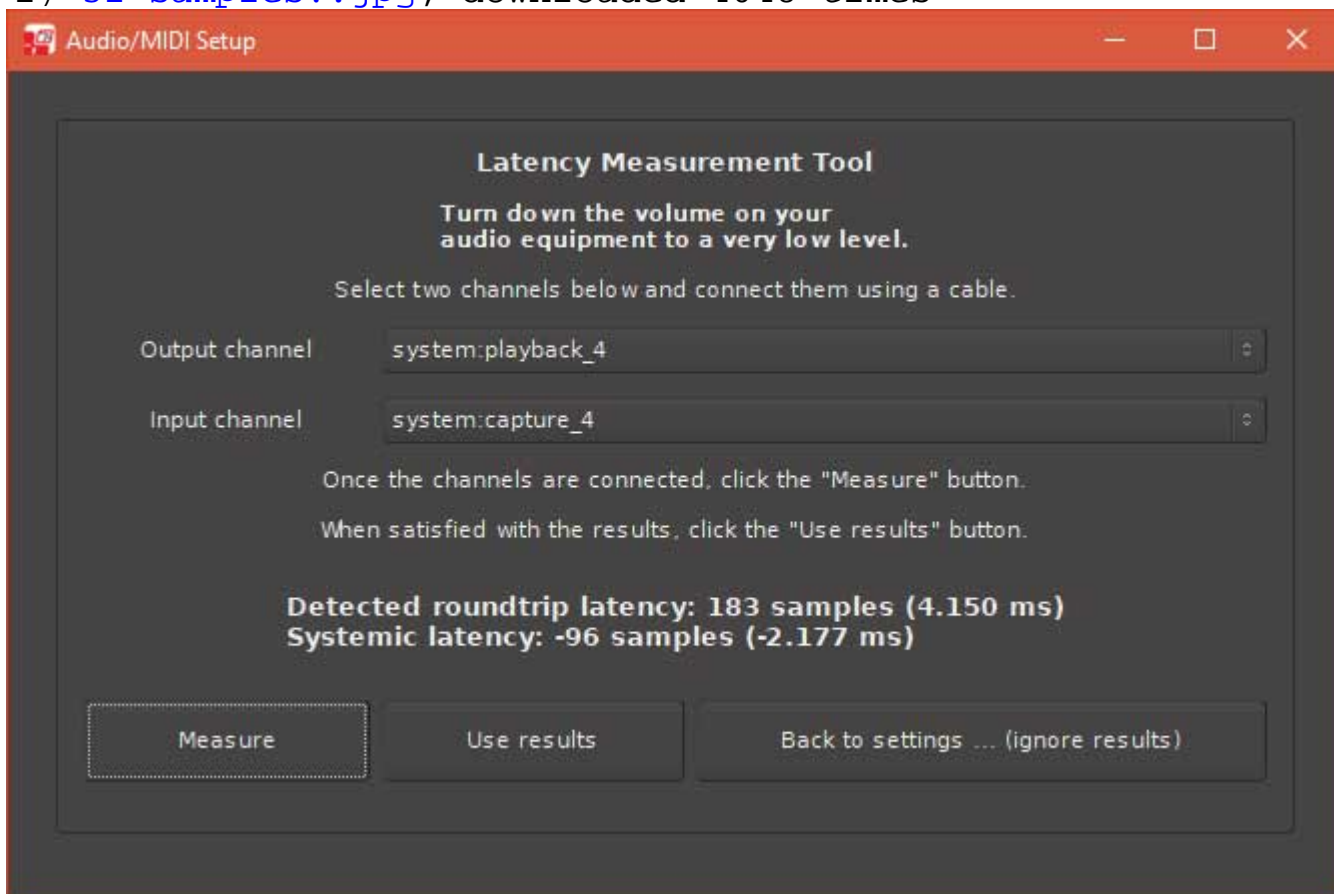 Audio/MIDI Setup
Latency Measurement Tool
Turn down the volume on your
audio equipment to a very low level.
Select two channels below and connect them using a cable.
Output channel system:playback_4
Input channel system:capture_4
Once the channels are connected, click the "Measure" button.
When satisfied with the results, click the "Use results" button.
Detected roundtrip latency: 183 samples (4.150 ms)
Systemic latency: -96 samples (-2.177 ms)
Measure Use results Back to settings ... (ignore results)